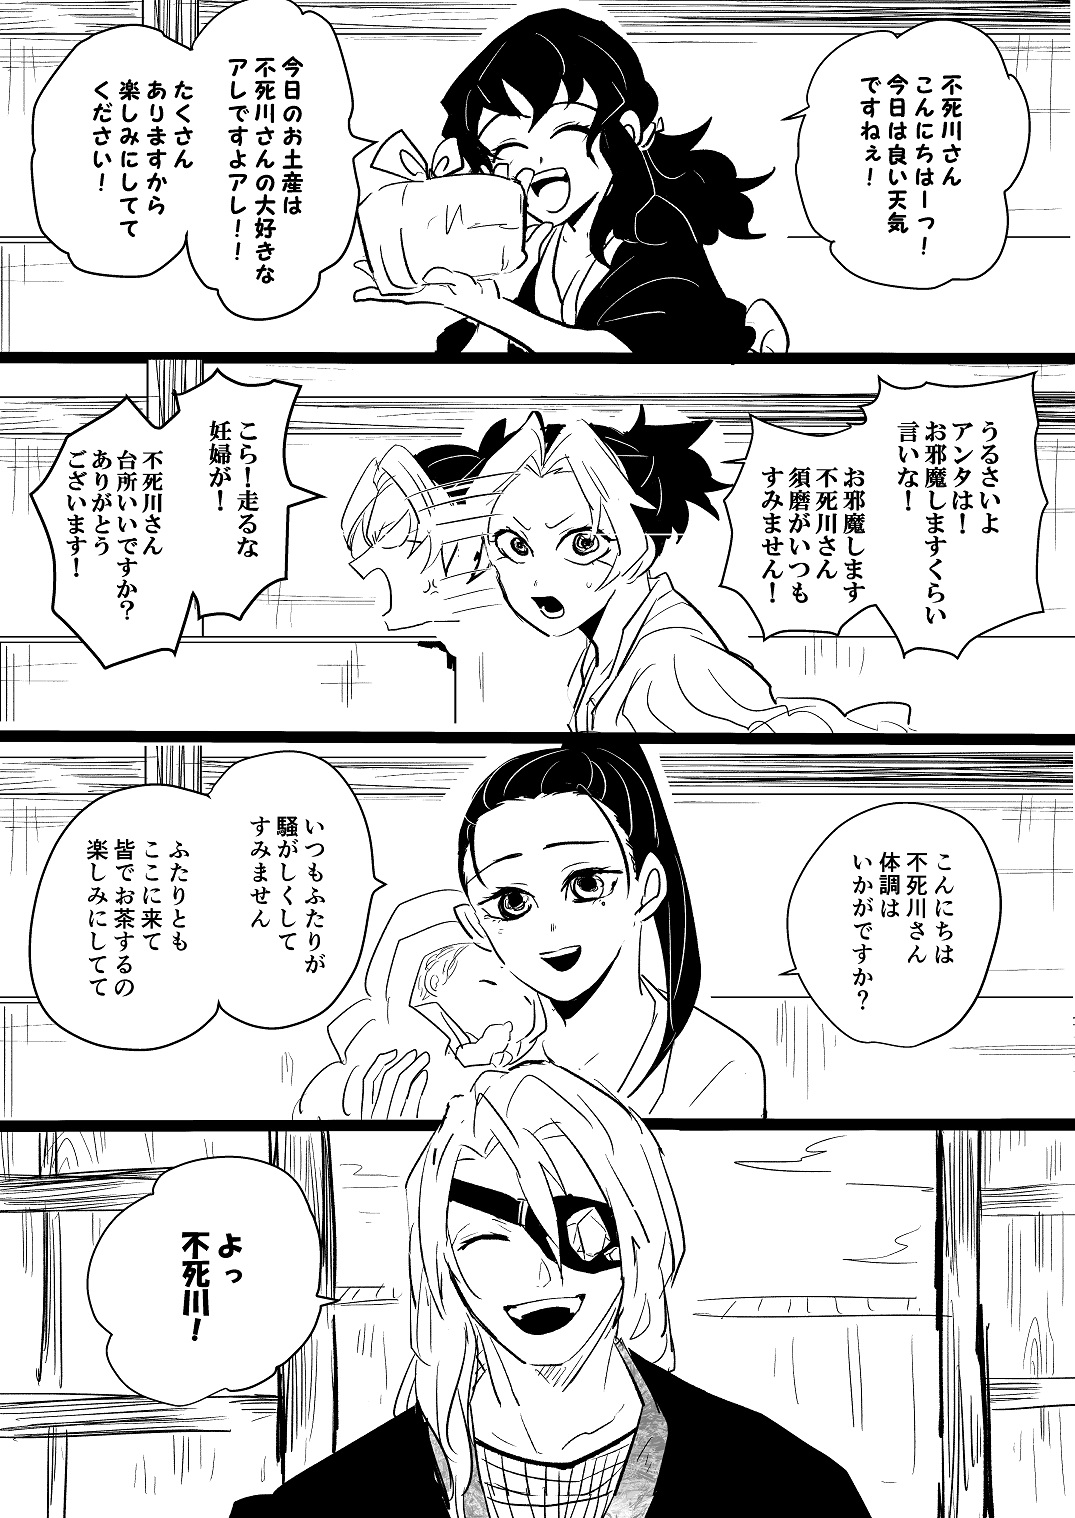 不死川さん
こんにちはーっ！
今日は良い天気
ですねぇ！
今日のお土産は
不死川さんの大好きな
アレですよアレ！！
たくさん
ありますから
楽しみにしてて
ください！
うるさいよ
アンタは！
お邪魔しますくらい
言いな！
お邪魔します
不死川さん
須磨がいつも
すみません！
こら！走るな
妊婦が！
不死川さん
台所いいですか？
ありがとう
ございます！
こんにちは
不死川さん
体調は
いかがですか？
いつもふたりが
騒がしくして
すみません
ふたりとも
ここに来て
皆でお茶するの
楽しみにしてて
よっ
不死川！